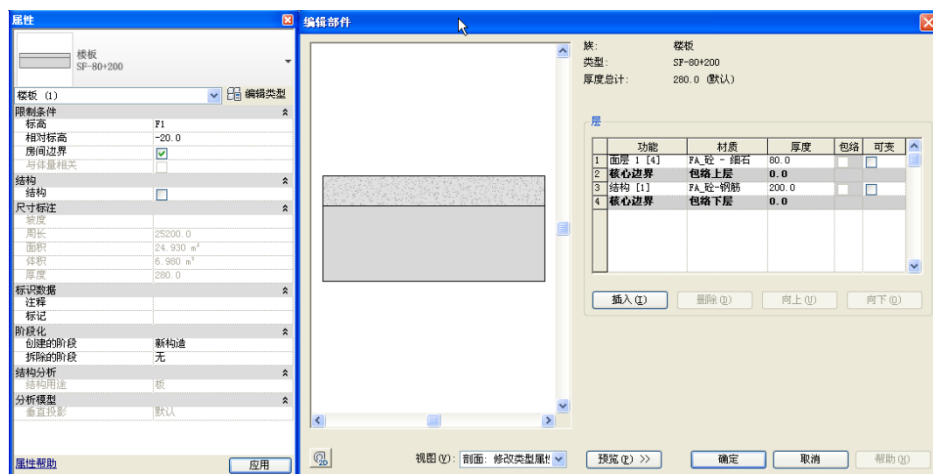 属性
楼板
SF-80+200
楼板 (1)
编辑类型
限制条件
标高 F1
相对标高 -20.0
房间边界
与体量相关
结构
结构
尺寸标注
坡度
周长 25200.0
面积 24.930 m²
体积 6.980 m³
厚度 280.0
标识数据
注释
标记
阶段化
创建的阶段 新构造
拆除的阶段 无
结构分析
结构用途 板
分析模型
垂直投影 默认
属性帮助
应用
编辑部件
族: 楼板
类型: SF-80+200
厚度总计: 280.0 (默认)
层
功能 材质 厚度 包络 可变
1 面层 1 [4] FA_砼 - 细石 80.0
2 核心边界 包络上层 0.0
3 结构 [1] FA_砼-钢筋 200.0
4 核心边界 包络下层 0.0
插入(I) 删除(D) 向上(U) 向下(O)
视图(V): 剖面: 修改类型属性
预览(P) >> 确定 取消 帮助(H)